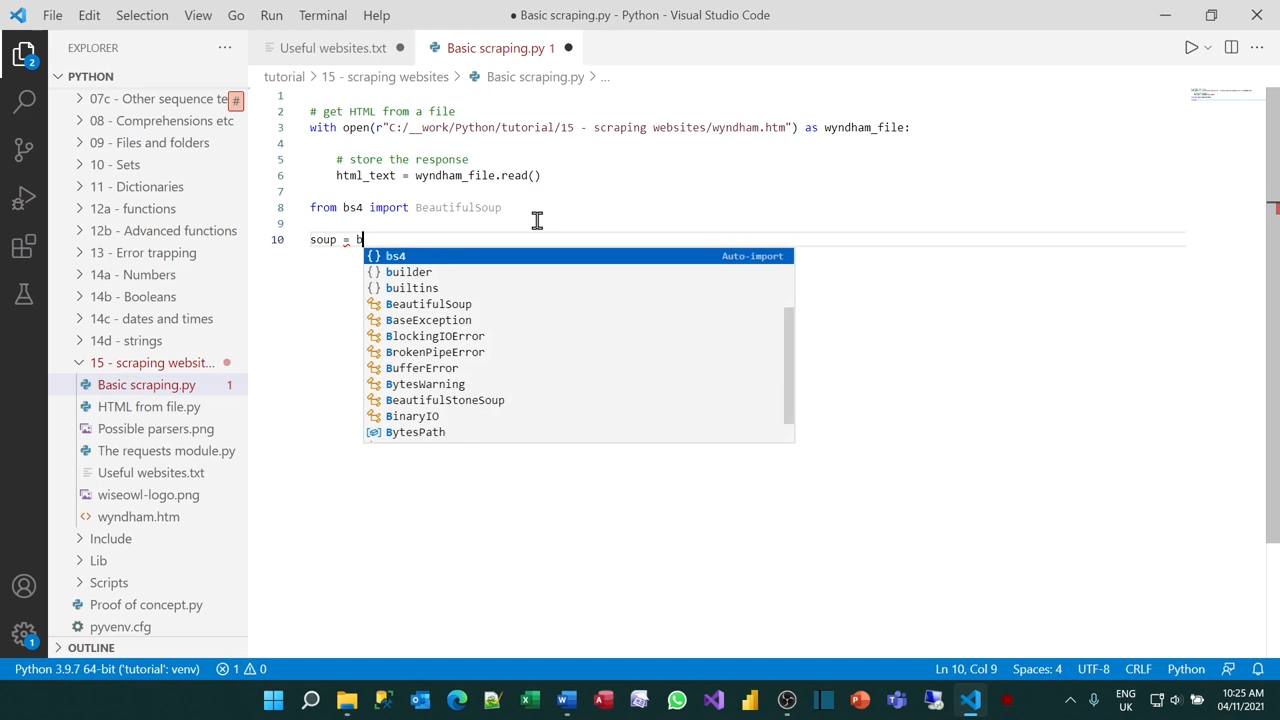 File Edit Selection View Go Run Terminal Help
● Basic scraping.py - Python - Visual Studio Code
EXPLORER
Useful websites.txt
Basic scraping.py 1
PYTHON
tutorial > 15 - scraping websites > Basic scraping.py > ...
07c - Other sequence te
#
08 - Comprehensions etc
09 - Files and folders
10 - Sets
11 - Dictionaries
12a - functions
12b - Advanced functions
13 - Error trapping
14a - Numbers
14b - Booleans
14c - dates and times
14d - strings
15 - scraping websit...
Basic scraping.py 1
HTML from file.py
Possible parsers.png
The requests module.py
Useful websites.txt
wiseowl-logo.png
wyndham.htm
Include
Lib
Scripts
Proof of concept.py
pyvenv.cfg
OUTLINE
2
1
1
2 # get HTML from a file
3 with open(r"C:/__work/Python/tutorial/15 - scraping websites/wyndham.htm") as wyndham_file:
4
5 # store the response
6 html_text = wyndham_file.read()
7
8 from bs4 import BeautifulSoup
9
10 soup = b
{} bs4 Auto-import
{} builder
{} builtins
BeautifulSoup
BaseException
BlockingIOError
BrokenPipeError
BufferError
BytesWarning
BeautifulStoneSoup
BinaryIO
BytesPath
Python 3.9.7 64-bit ('tutorial': venv) 1 0
Ln 10, Col 9 Spaces: 4 UTF-8 CRLF Python
ENG
UK
10:25 AM
04/11/2021